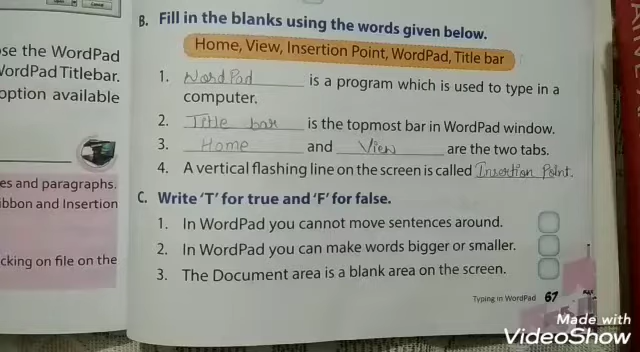 ose the WordPad
WordPad Titlebar.
option available
es and paragraphs.
ibbon and Insertion
cking on file on the
B. Fill in the blanks using the words given below.
Home, View, Insertion Point, WordPad, Title bar
1. WordPad is a program which is used to type in a
computer.
2. Title bar is the topmost bar in WordPad window.
3. Home and View are the two tabs.
4. A vertical flashing line on the screen is called Insertion Point.
C. Write 'T' for true and 'F' for false.
1. In WordPad you cannot move sentences around.
2. In WordPad you can make words bigger or smaller.
3. The Document area is a blank area on the screen.
Typing in WordPad 67
Made with
VideoShow